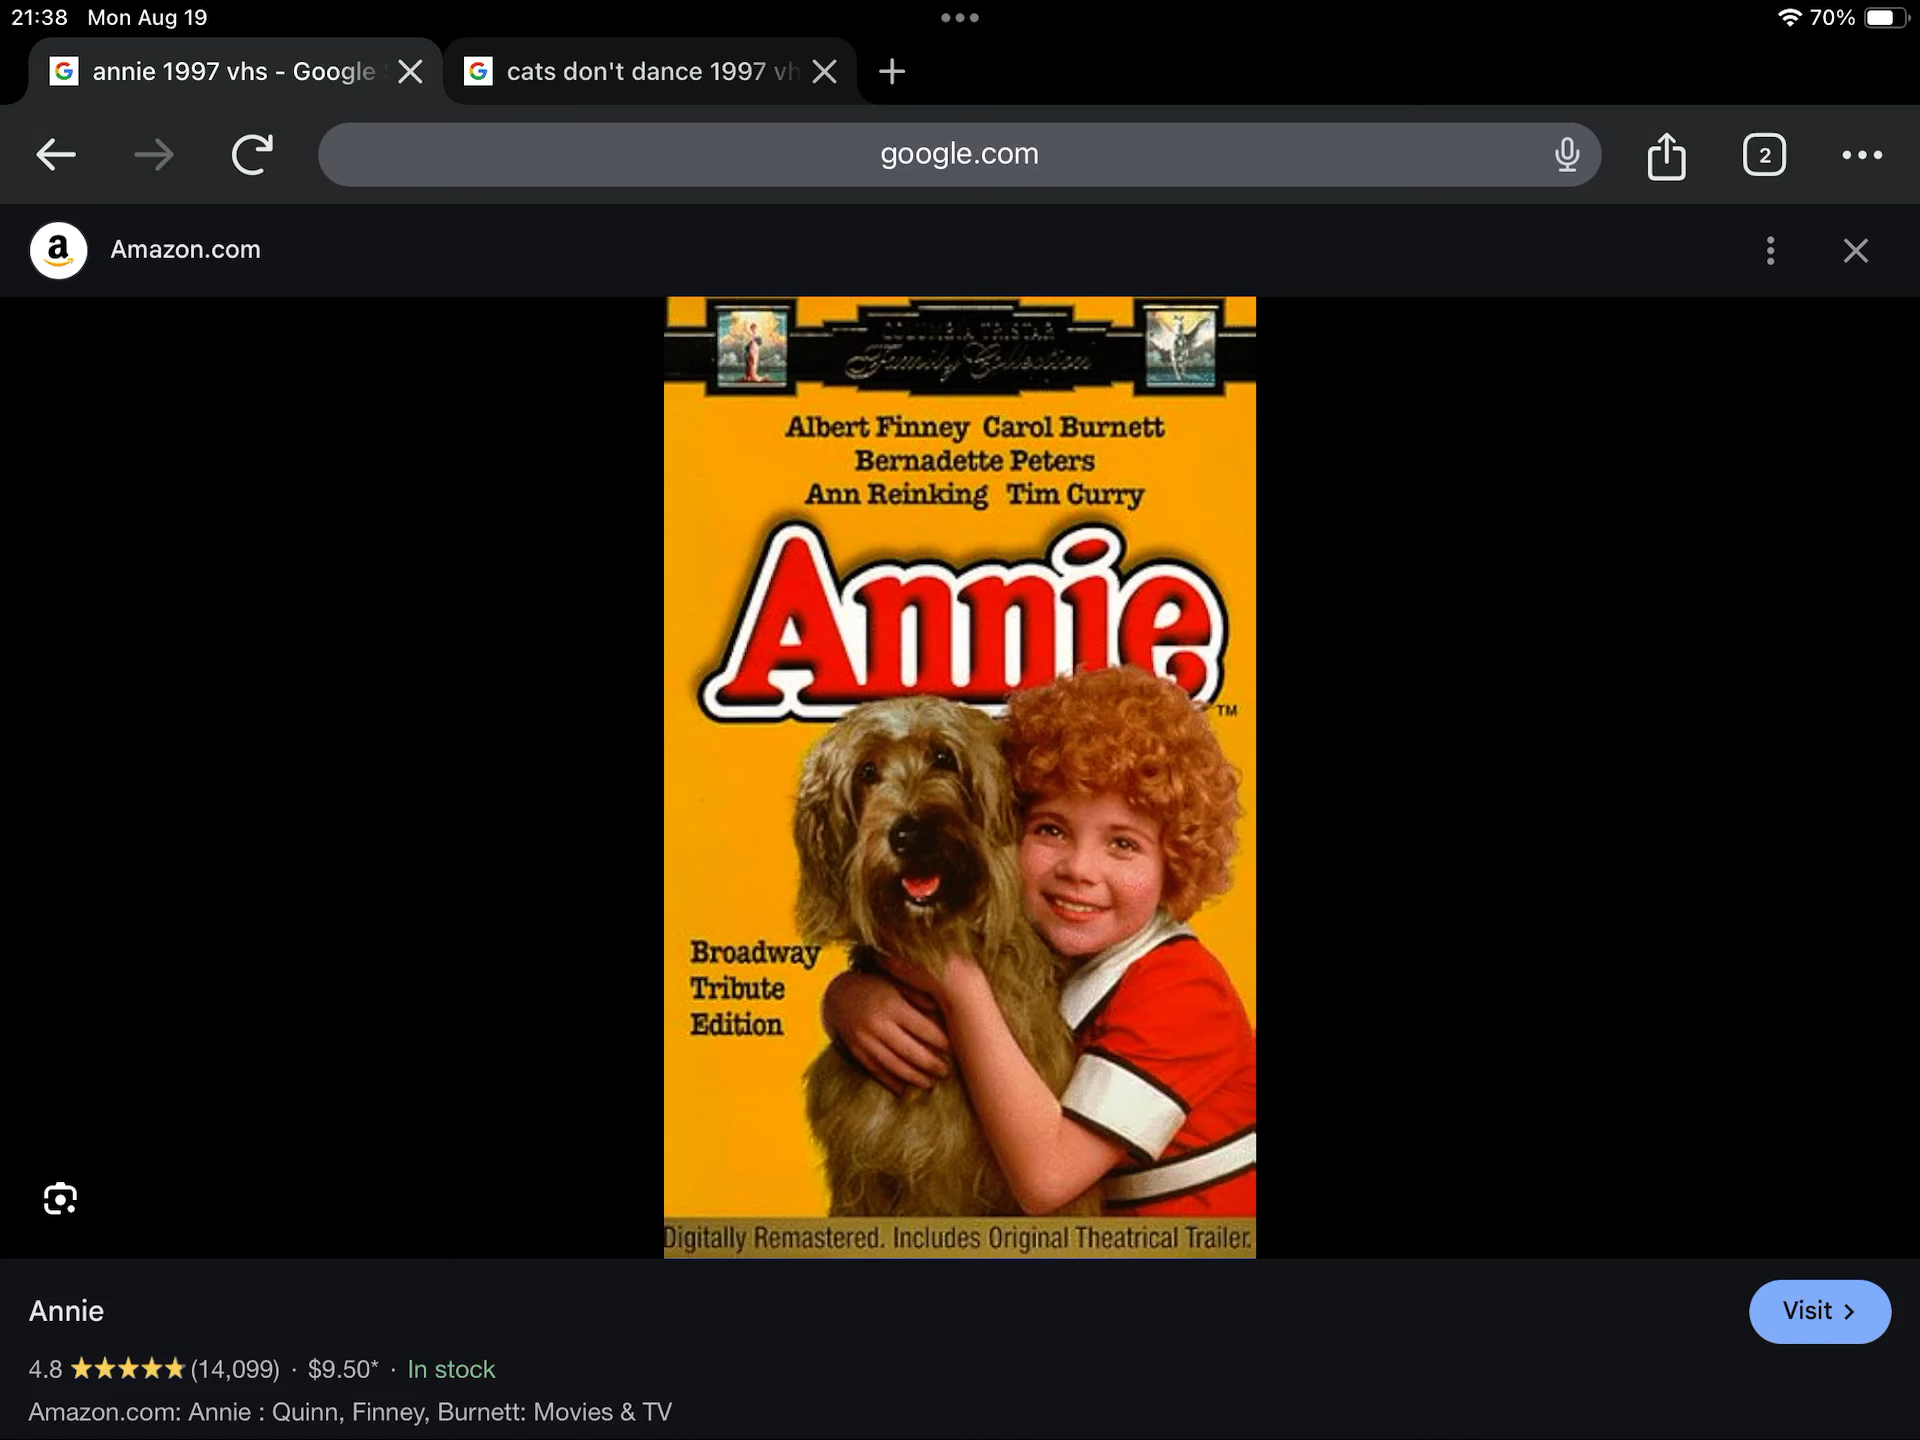 21:38 Mon Aug 19
70%
annie 1997 vhs - Google
cats don't dance 1997 vh
google.com
2
Amazon.com
COLUMBIA TRISTAR
Family Collection
Albert Finney Carol Burnett
Bernadette Peters
Ann Reinking Tim Curry
Annie
TM
Broadway
Tribute
Edition
Digitally Remastered. Includes Original Theatrical Trailer.
Annie
Visit >
4.8 ★★★★★ (14,099) · $9.50* · In stock
Amazon.com: Annie : Quinn, Finney, Burnett: Movies & TV